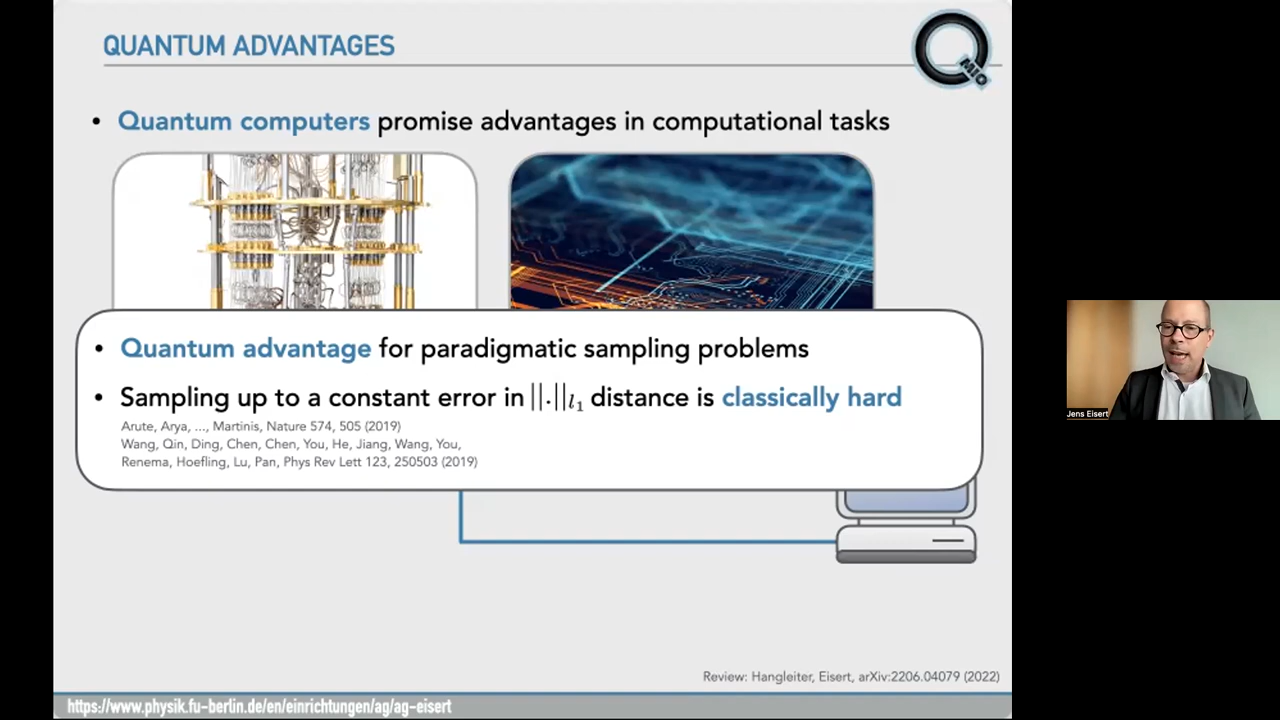 QUANTUM ADVANTAGES
Q
MIO
• Quantum computers promise advantages in computational tasks
• Quantum advantage for paradigmatic sampling problems
• Sampling up to a constant error in ||.||l₁ distance is classically hard
Arute, Arya, ..., Martinis, Nature 574, 505 (2019)
Wang, Qin, Ding, Chen, Chen, You, He, Jiang, Wang, You,
Renema, Hoefling, Lu, Pan, Phys Rev Lett 123, 250503 (2019)
Jens Eisert
Review: Hangleiter, Eisert, arXiv:2206.04079 (2022)
https://www.physik.fu-berlin.de/en/einrichtungen/ag/ag-eisert